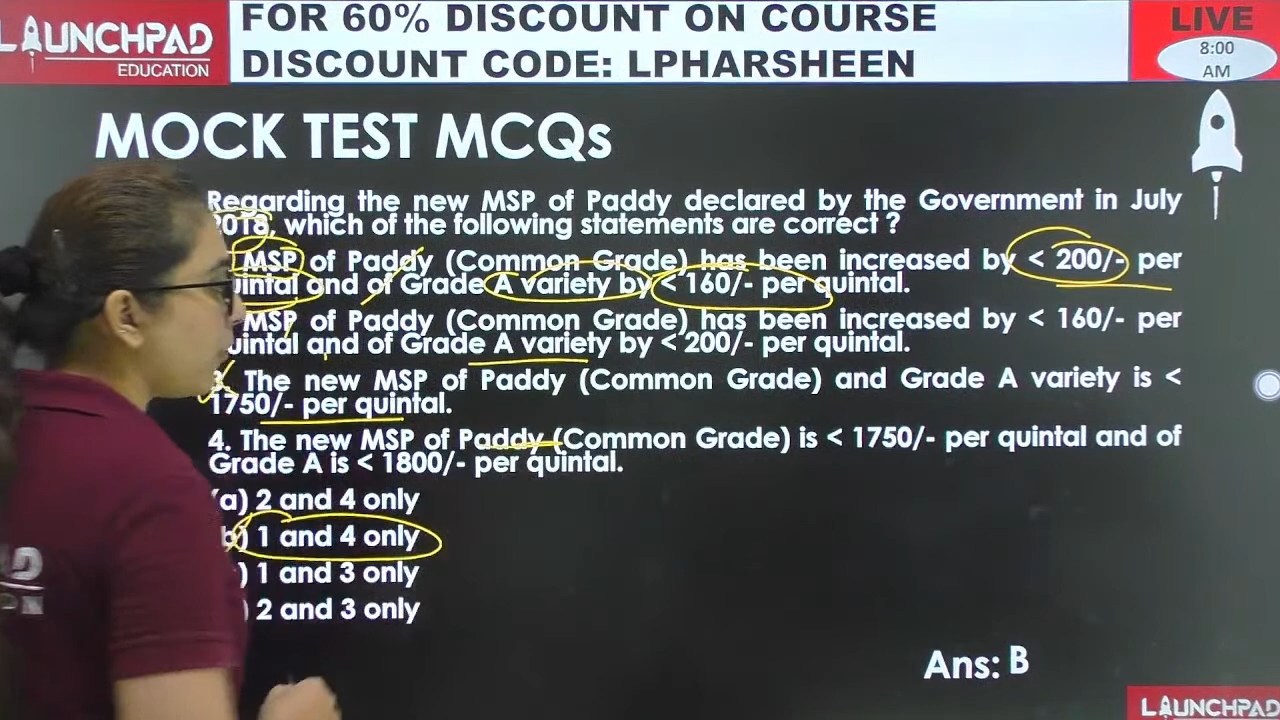 LAUNCHPAD
EDUCATION
FOR 60% DISCOUNT ON COURSE
DISCOUNT CODE: LPHARSHEEN
LIVE
8:00
AM
MOCK TEST MCQs
Regarding the new MSP of Paddy declared by the Government in July
2018, which of the following statements are correct ?
MSP of Paddy (Common Grade) has been increased by < 200/- per
quintal and of Grade A variety by < 160/- per quintal.
MSP of Paddy (Common Grade) has been increased by < 160/- per
quintal and of Grade A variety by < 200/- per quintal.
3. The new MSP of Paddy (Common Grade) and Grade A variety is <
1750/- per quintal.
4. The new MSP of Paddy (Common Grade) is < 1750/- per quintal and of
Grade A is < 1800/- per quintal.
(a) 2 and 4 only
b) 1 and 4 only
) 1 and 3 only
) 2 and 3 only
Ans: B
LAUNCHPAD